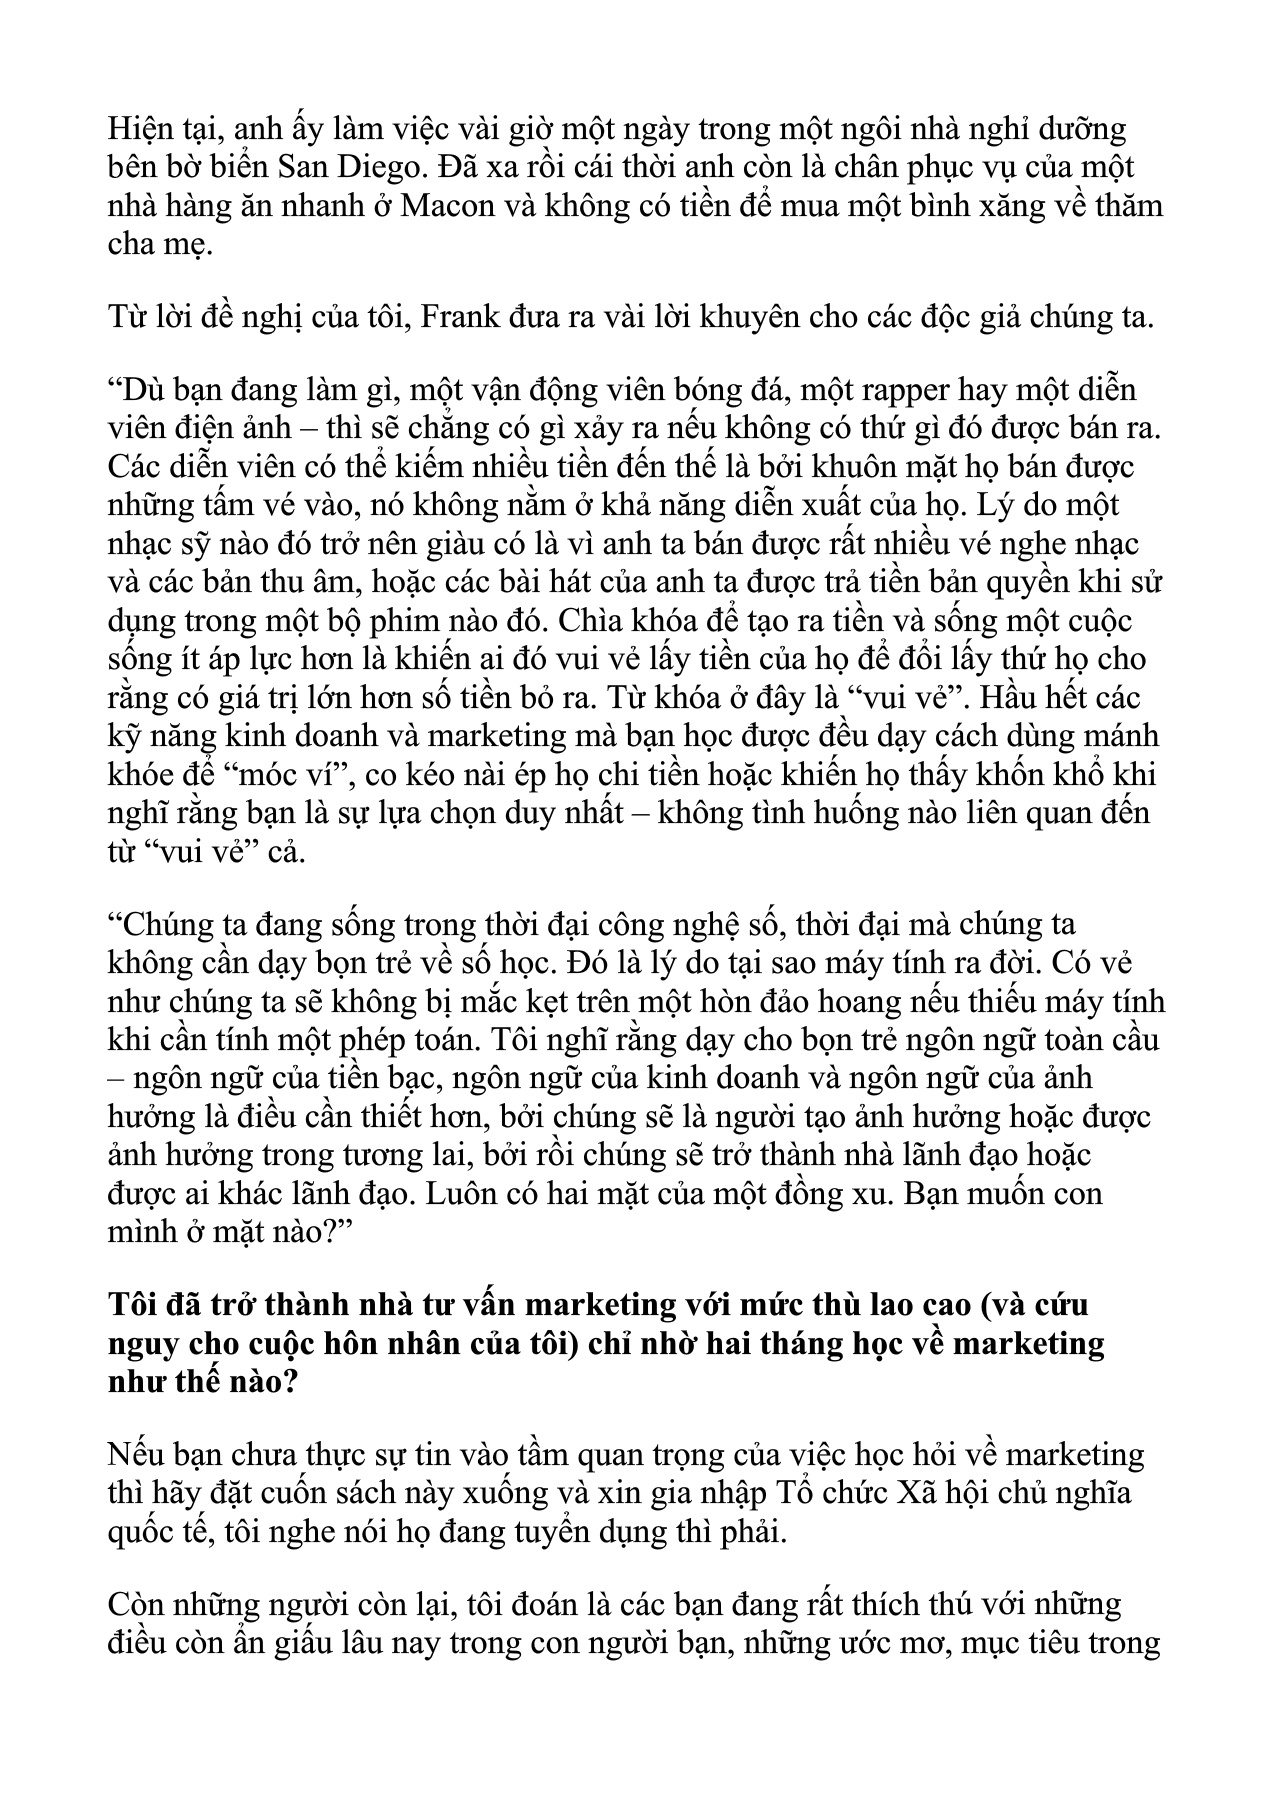 Hiện tại, anh ấy làm việc vài giờ một ngày trong một ngôi nhà nghỉ dưỡng
bên bờ biển San Diego. Đã xa rồi cái thời anh còn là chân phục vụ của một
nhà hàng ăn nhanh ở Macon và không có tiền để mua một bình xăng về thăm
cha mẹ.
Từ lời đề nghị của tôi, Frank đưa ra vài lời khuyên cho các độc giả chúng ta.
“Dù bạn đang làm gì, một vận động viên bóng đá, một rapper hay một diễn
viên điện ảnh – thì sẽ chẳng có gì xảy ra nếu không có thứ gì đó được bán ra.
Các diễn viên có thể kiếm nhiều tiền đến thế là bởi khuôn mặt họ bán được
những tấm vé vào, nó không nằm ở khả năng diễn xuất của họ. Lý do một
nhạc sỹ nào đó trở nên giàu có là vì anh ta bán được rất nhiều vé nghe nhạc
và các bản thu âm, hoặc các bài hát của anh ta được trả tiền bản quyền khi sử
dụng trong một bộ phim nào đó. Chìa khóa để tạo ra tiền và sống một cuộc
sống ít áp lực hơn là khiến ai đó vui vẻ lấy tiền của họ để đổi lấy thứ họ cho
rằng có giá trị lớn hơn số tiền bỏ ra. Từ khóa ở đây là “vui vẻ”. Hầu hết các
kỹ năng kinh doanh và marketing mà bạn học được đều dạy cách dùng mánh
khóe để “móc ví”, co kéo nài ép họ chi tiền hoặc khiến họ thấy khốn khổ khi
nghĩ rằng bạn là sự lựa chọn duy nhất – không tình huống nào liên quan đến
từ “vui vẻ” cả.
“Chúng ta đang sống trong thời đại công nghệ số, thời đại mà chúng ta
không cần dạy bọn trẻ về số học. Đó là lý do tại sao máy tính ra đời. Có vẻ
như chúng ta sẽ không bị mắc kẹt trên một hòn đảo hoang nếu thiếu máy tính
khi cần tính một phép toán. Tôi nghĩ rằng dạy cho bọn trẻ ngôn ngữ toàn cầu
– ngôn ngữ của tiền bạc, ngôn ngữ của kinh doanh và ngôn ngữ của ảnh
hưởng là điều cần thiết hơn, bởi chúng sẽ là người tạo ảnh hưởng hoặc được
ảnh hưởng trong tương lai, bởi rồi chúng sẽ trở thành nhà lãnh đạo hoặc
được ai khác lãnh đạo. Luôn có hai mặt của một đồng xu. Bạn muốn con
mình ở mặt nào?”
Tôi đã trở thành nhà tư vấn marketing với mức thù lao cao (và cứu
nguy cho cuộc hôn nhân của tôi) chỉ nhờ hai tháng học về marketing
như thế nào?
Nếu bạn chưa thực sự tin vào tầm quan trọng của việc học hỏi về marketing
thì hãy đặt cuốn sách này xuống và xin gia nhập Tổ chức Xã hội chủ nghĩa
quốc tế, tôi nghe nói họ đang tuyển dụng thì phải.
Còn những người còn lại, tôi đoán là các bạn đang rất thích thú với những
điều còn ẩn giấu lâu nay trong con người bạn, những ước mơ, mục tiêu trong